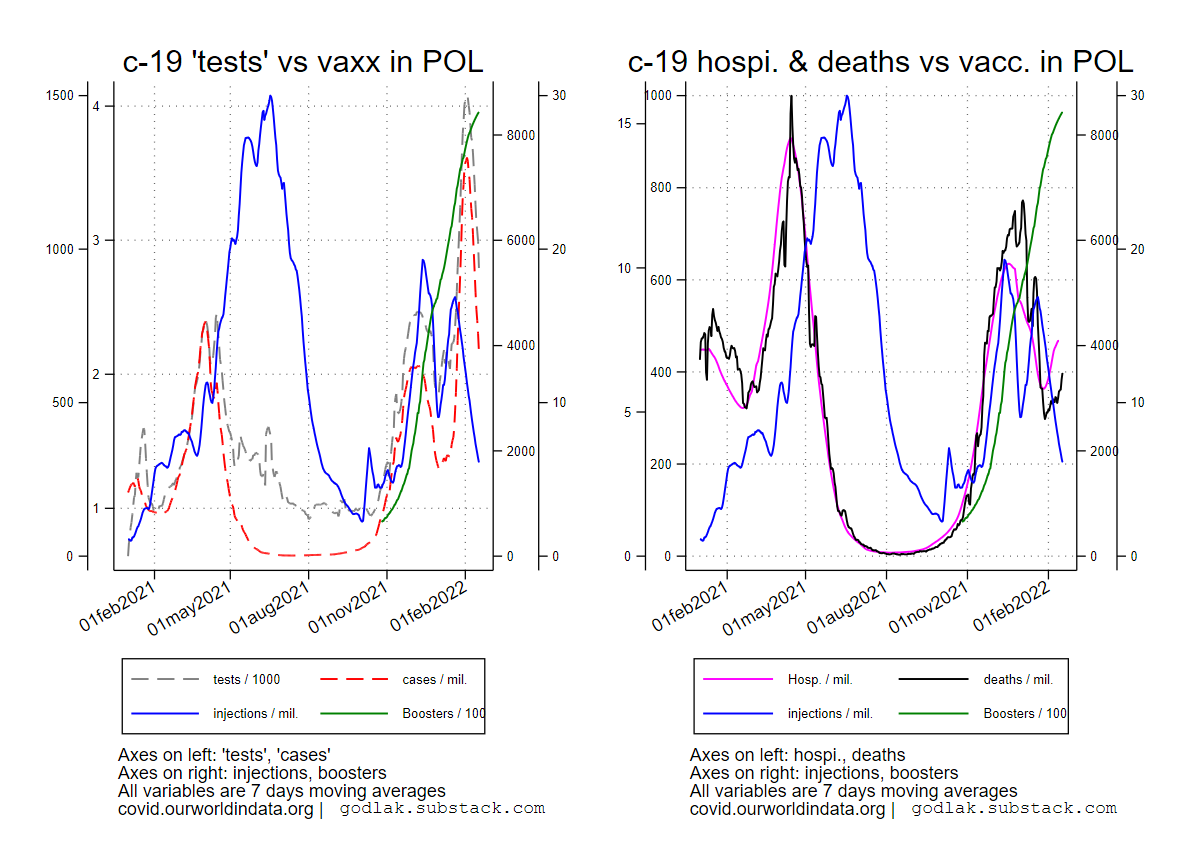 c-19 'tests' vs vaxx in POL
1500
1000
500
0
4
3
2
1
8000
6000
4000
2000
0
30
20
10
0
01feb2021
01may2021
01aug2021
01nov2021
01feb2022
tests / 1000
cases / mil.
injections / mil.
Boosters / 100
Axes on left: 'tests', 'cases'
Axes on right: injections, boosters
All variables are 7 days moving averages
covid.ourworldindata.org | godlak.substack.com
c-19 hospi. & deaths vs vacc. in POL
15
10
5
0
1000
800
600
400
200
0
8000
6000
4000
2000
0
30
20
10
0
01feb2021
01may2021
01aug2021
01nov2021
01feb2022
Hosp. / mil.
deaths / mil.
injections / mil.
Boosters / 100
Axes on left: hospi., deaths
Axes on right: injections, boosters
All variables are 7 days moving averages
covid.ourworldindata.org | godlak.substack.com